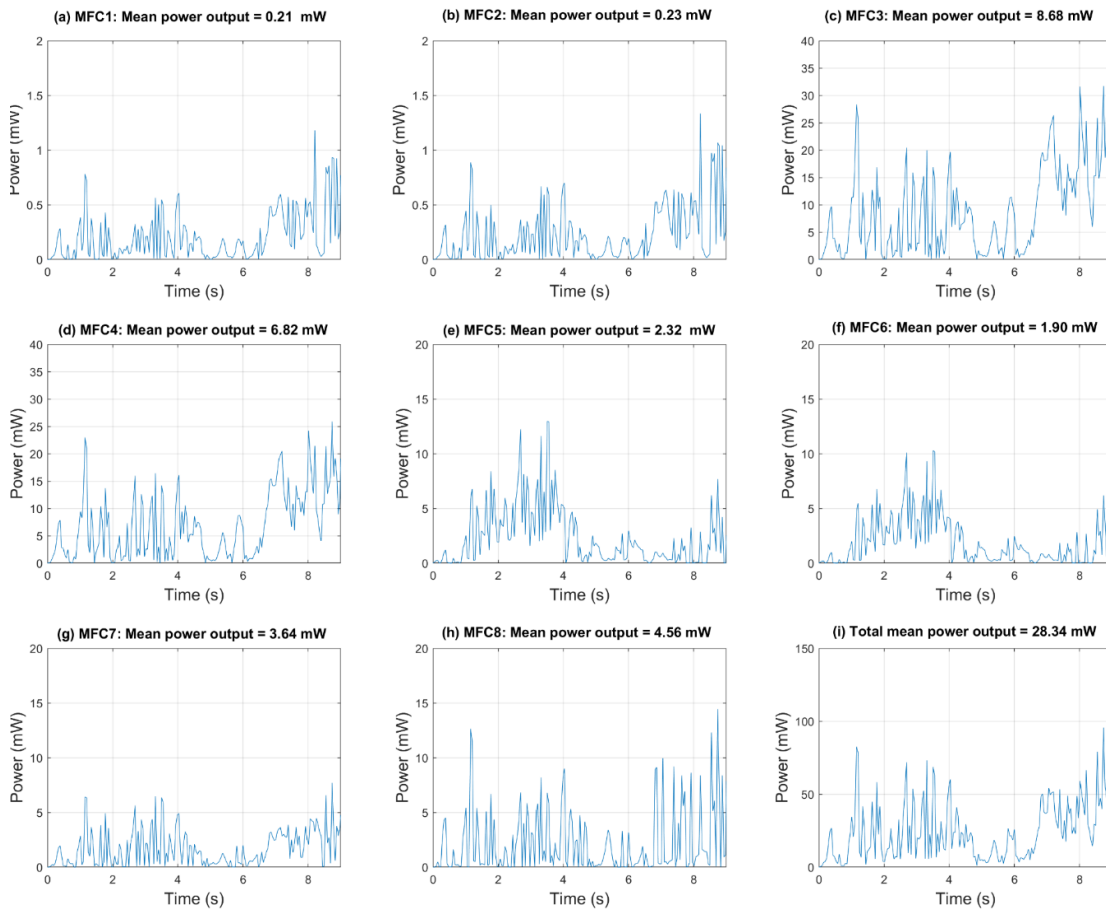 (a) MFC1: Mean power output = 0.21 mW
2
1.5
1
0.5
0
Power (mW)
0 2 4 6 8
Time (s)
(b) MFC2: Mean power output = 0.23 mW
2
1.5
1
0.5
0
Power (mW)
0 2 4 6 8
Time (s)
(c) MFC3: Mean power output = 8.68 mW
40
35
30
25
20
15
10
5
0
Power (mW)
0 2 4 6 8
Time (s)
(d) MFC4: Mean power output = 6.82 mW
40
35
30
25
20
15
10
5
0
Power (mW)
0 2 4 6 8
Time (s)
(e) MFC5: Mean power output = 2.32 mW
20
15
10
5
0
Power (mW)
0 2 4 6 8
Time (s)
(f) MFC6: Mean power output = 1.90 mW
20
15
10
5
0
Power (mW)
0 2 4 6 8
Time (s)
(g) MFC7: Mean power output = 3.64 mW
20
15
10
5
0
Power (mW)
0 2 4 6 8
Time (s)
(h) MFC8: Mean power output = 4.56 mW
20
15
10
5
0
Power (mW)
0 2 4 6 8
Time (s)
(i) Total mean power output = 28.34 mW
150
100
50
0
Power (mW)
0 2 4 6 8
Time (s)